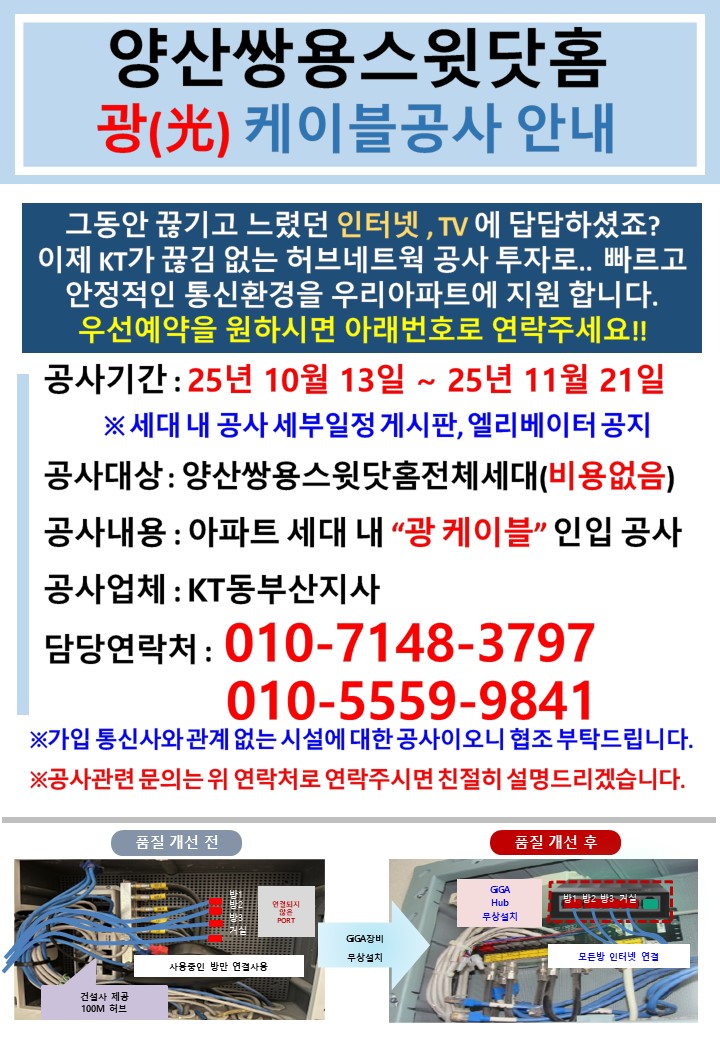 양산쌍용스윗닷홈
광(光) 케이블공사 안내
그동안 끊기고 느렸던 인터넷 , TV 에 답답하셨죠?
이제 KT가 끊김 없는 허브네트웍 공사 투자로.. 빠르고
안정적인 통신환경을 우리아파트에 지원 합니다.
우선예약을 원하시면 아래번호로 연락주세요!!
공사기간 : 25년 10월 13일 ~ 25년 11월 21일
※ 세대 내 공사 세부일정 게시판, 엘리베이터 공지
공사대상 : 양산쌍용스윗닷홈전체세대(비용없음)
공사내용 : 아파트 세대 내 “광 케이블” 인입 공사
공사업체 : KT동부산지사
담당연락처 : 010-7148-3797
010-5559-9841
※가입 통신사와 관계 없는 시설에 대한 공사이오니 협조 부탁드립니다.
※공사관련 문의는 위 연락처로 연락주시면 친절히 설명드리겠습니다.
품질 개선 전
방1
방2
방3
거실
연결되지
않은
PORT
사용중인 방만 연결사용
건설사 제공
100M 허브
GiGA장비
무상설치
품질 개선 후
GiGA
Hub
무상설치
방1 방2 방3 거실
모든방 인터넷 연결